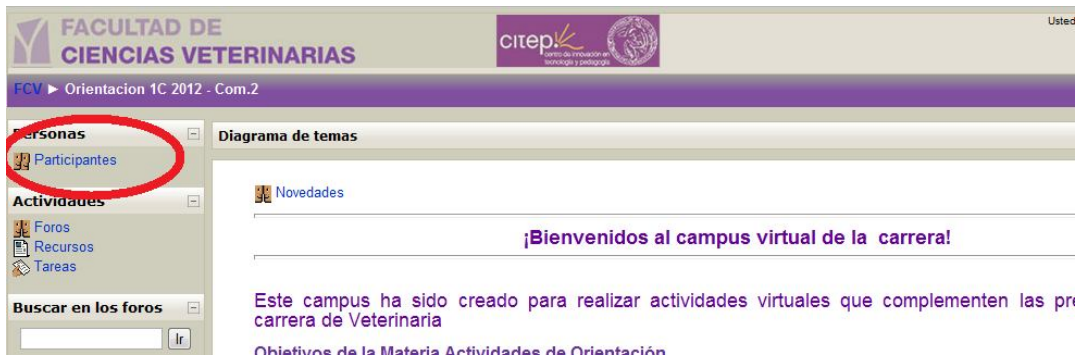 FACULTAD DE
CIENCIAS VETERINARIAS
citep.
centro de innovación en
tecnología y pedagogía
Usted
FCV ► Orientacion 1C 2012 - Com.2
Personas
Participantes
Actividades
Foros
Recursos
Tareas
Buscar en los foros
Ir
Diagrama de temas
Novedades
¡Bienvenidos al campus virtual de la carrera!
Este campus ha sido creado para realizar actividades virtuales que complementen las pre
carrera de Veterinaria
Objetivos de la Materia Actividades de Orientación